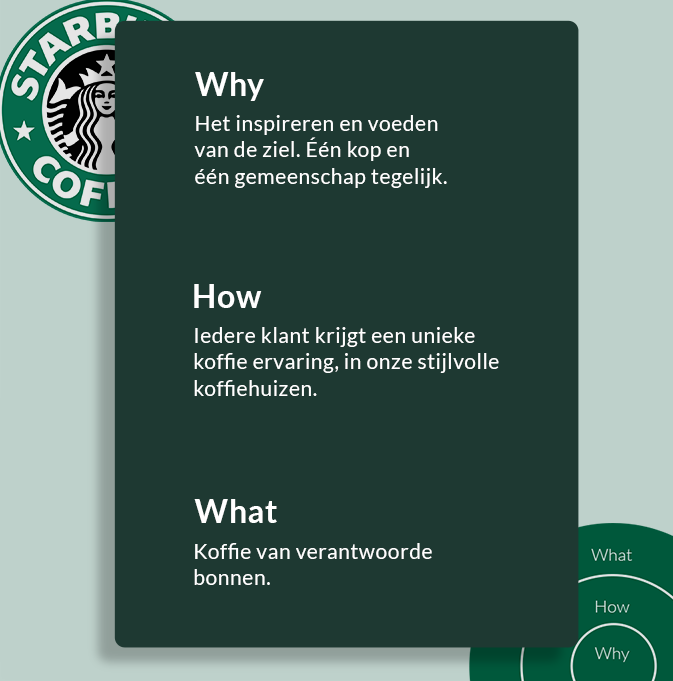 STARB
COF
Why
Het inspireren en voeden
van de ziel. Één kop en
één gemeenschap tegelijk.
How
Iedere klant krijgt een unieke
koffie ervaring, in onze stijlvolle
koffiehuizen.
What
Koffie van verantwoorde
bonnen.
What
How
Why